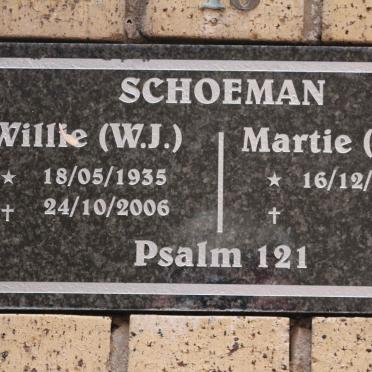 SCHOEMAN
Willie (W.J.) Martie (
★ 18/05/1935 ★ 16/12/
✝ 24/10/2006 ✝
Psalm 121